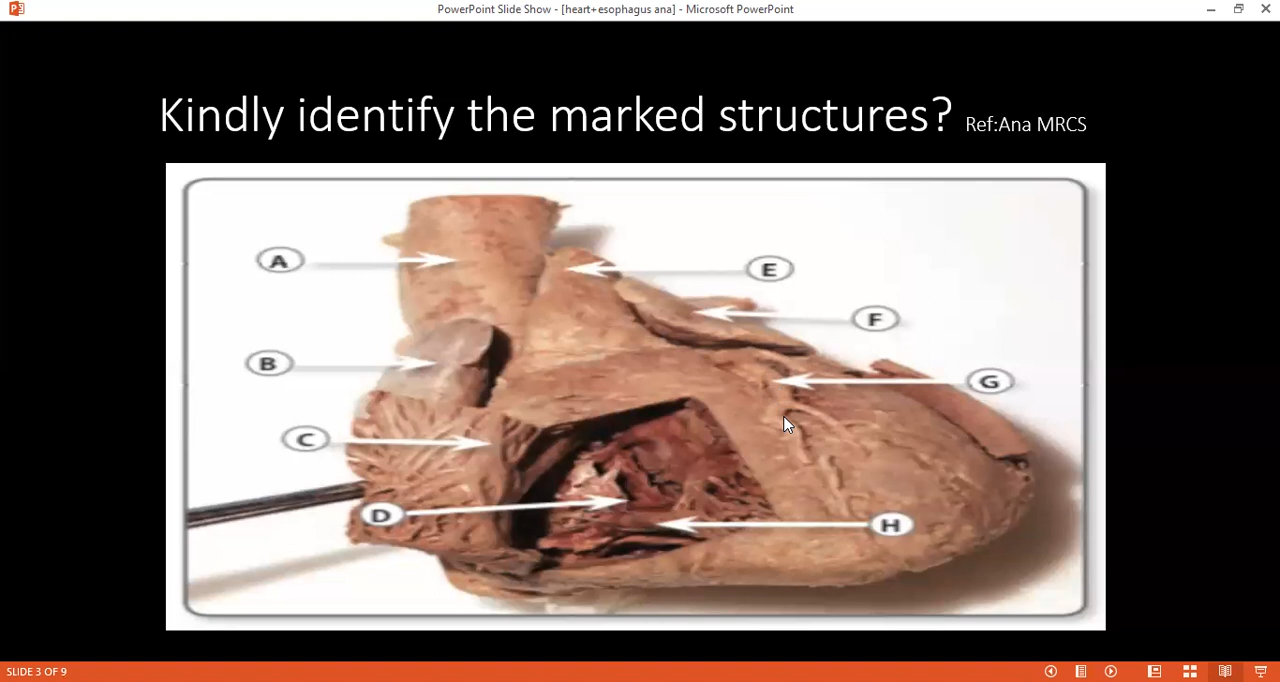 PowerPoint Slide Show - [heart+esophagus ana] - Microsoft PowerPoint
Kindly identify the marked structures? Ref:Ana MRCS
A
E
F
B
G
C
D
H
SLIDE 3 OF 9